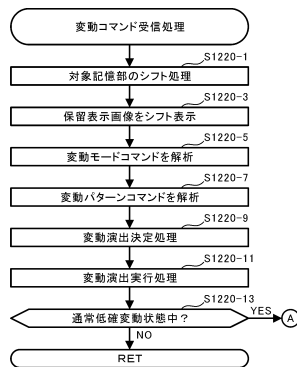 変動コマンド受信処理
S1220-1
対象記憶部のシフト処理
S1220-3
保留表示画像をシフト表示
S1220-5
変動モードコマンドを解析
S1220-7
変動パターンコマンドを解析
S1220-9
変動演出決定処理
S1220-11
変動演出実行処理
S1220-13
通常低確変動状態中？
YES
A
NO
RET